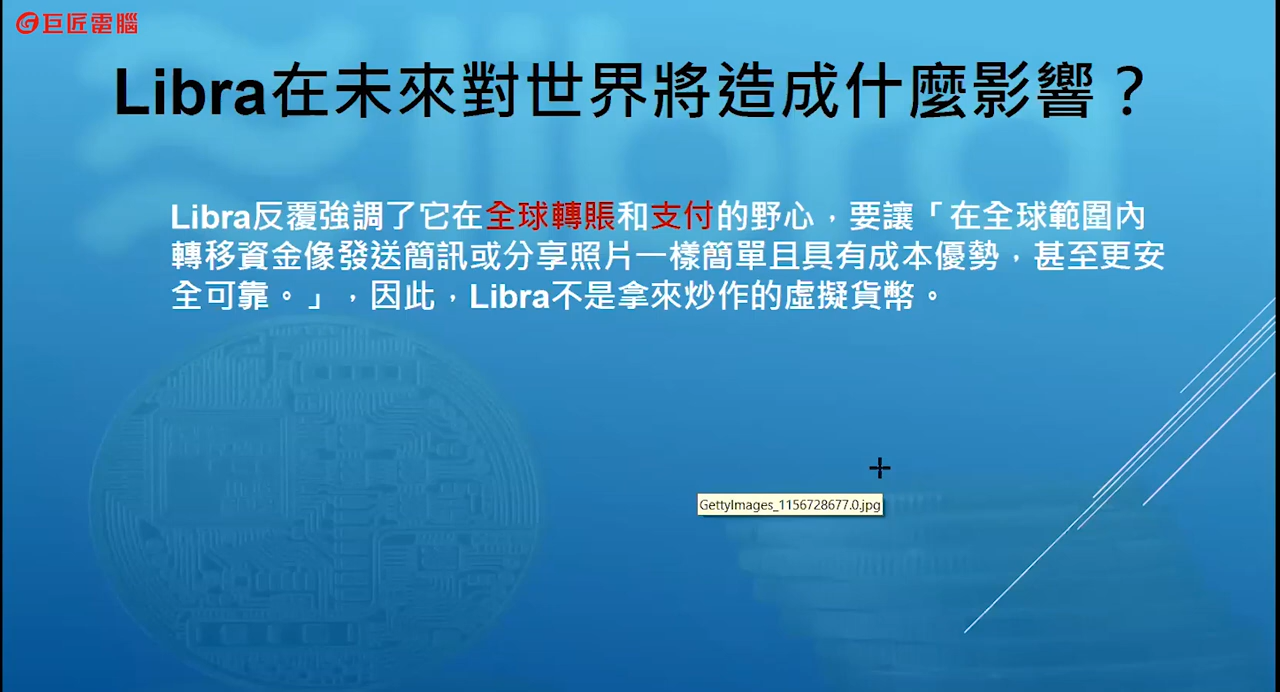 巨匠電腦
Libra在未來對世界將造成什麼影響？
Libra反覆強調了它在全球轉賬和支付的野心，要讓「在全球範圍內
轉移資金像發送簡訊或分享照片一樣簡單且具有成本優勢，甚至更安
全可靠。」，因此，Libra不是拿來炒作的虛擬貨幣。
GettyImages_1156728677.0.jpg
libra